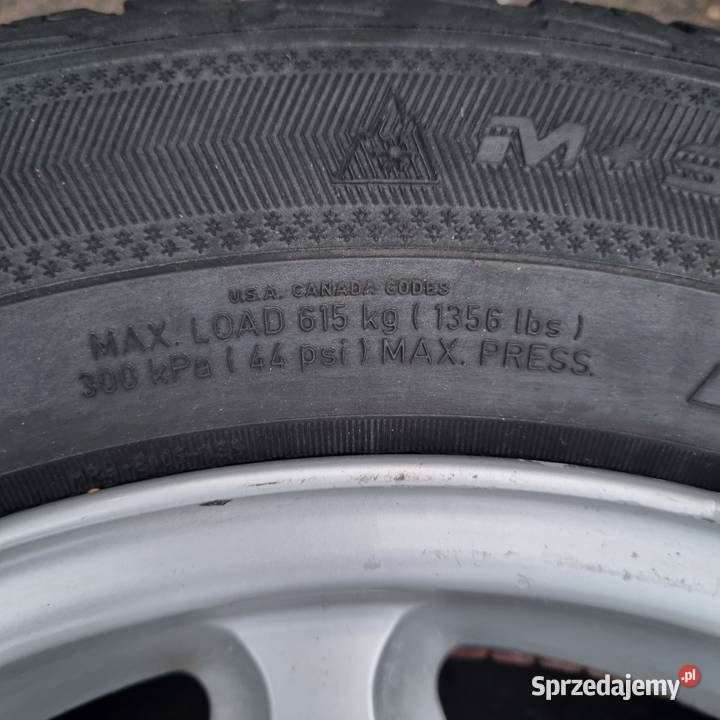 M+S
U.S.A. CANADA CODES
MAX. LOAD 615 kg ( 1356 lbs )
300 kPa ( 44 psi ) MAX. PRESS.
Sprzedajemy.pl